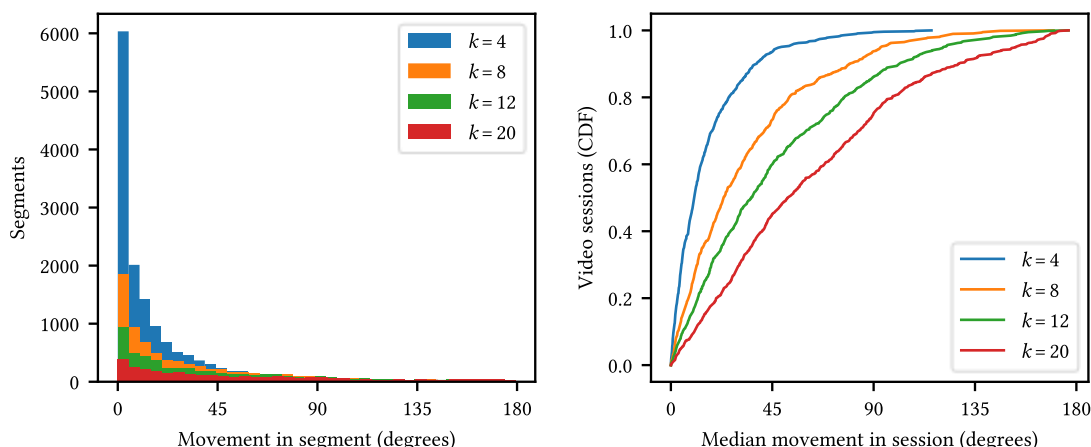 Segments
6000
5000
4000
3000
2000
1000
0
k = 4
k = 8
k = 12
k = 20
0 45 90 135 180
Movement in segment (degrees)
Video sessions (CDF)
1.0
0.8
0.6
0.4
0.2
0.0
k = 4
k = 8
k = 12
k = 20
0 45 90 135 180
Median movement in session (degrees)